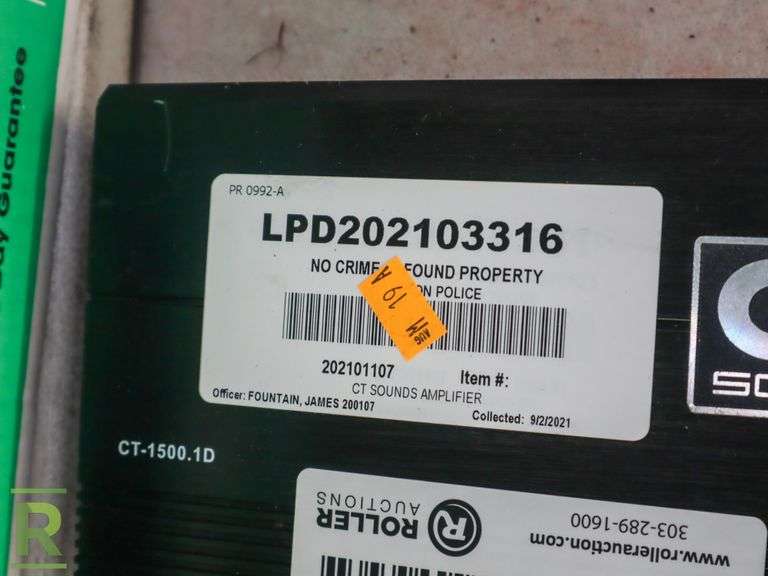 PR 0992-A
LPD202103316
NO CRIME FOUND PROPERTY
POLICE
202101107 Item #:
CT SOUNDS AMPLIFIER
Officer: FOUNTAIN, JAMES 200107
Collected: 9/2/2021
AUG M 19 A
CT-1500.1D
ROLLER
AUCTIONS
R
303-289-1600
www.rollerauction.com
Guarantee
R